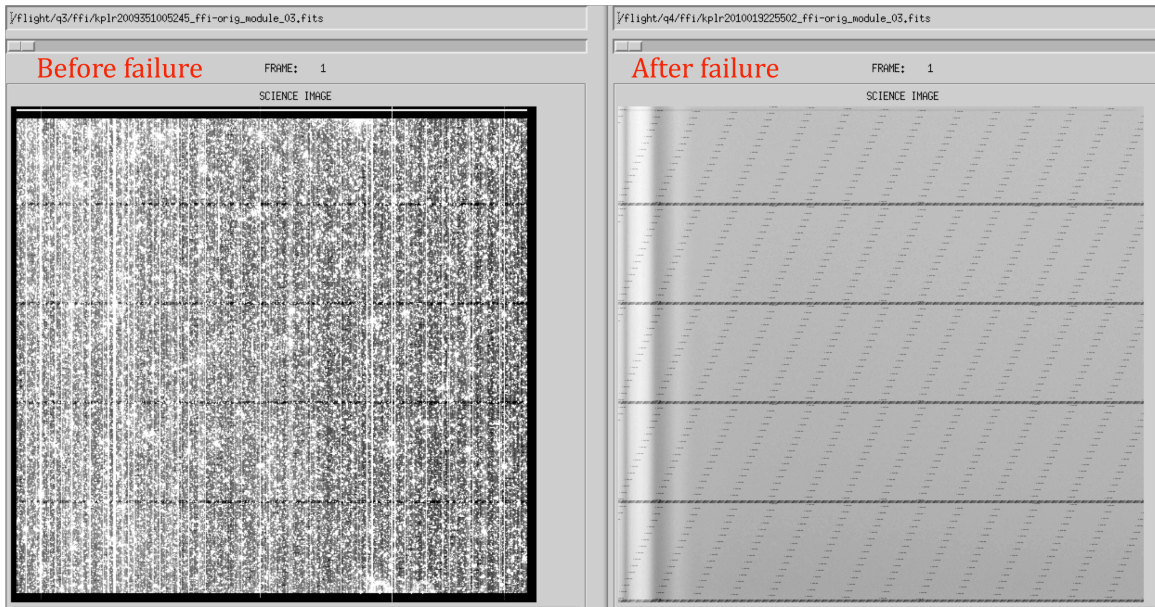 /flight/q3/ffi/kplr2009351005245_ffi-orig_module_03.fits
Before failure
FRAME: 1
SCIENCE IMAGE
/flight/q4/ffi/kplr2010019225502_ffi-orig_module_03.fits
After failure
FRAME: 1
SCIENCE IMAGE